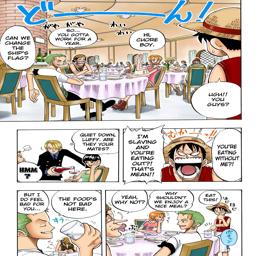 ど ん!
HI, CHORE BOY.
SO... YOU GOTTA WORK FOR A YEAR.
CAN WE CHANGE THE SHIP'S FLAG?
UGH!! YOU GUYS?
YOU'RE EATING WITHOUT ME?!
I'M SLAVING AND YOU'RE EATING OUT?! THAT'S MEAN!!
QUIET DOWN, LUFFY. ARE THEY YOUR MATES?
HMM?
EAT THIS!
WHY SHOULDN'T WE ENJOY A NICE MEAL?
YEAH, WHY NOT?
THE FOOD'S NOT BAD HERE.
BUT I DO FEEL BAD FOR YOU...